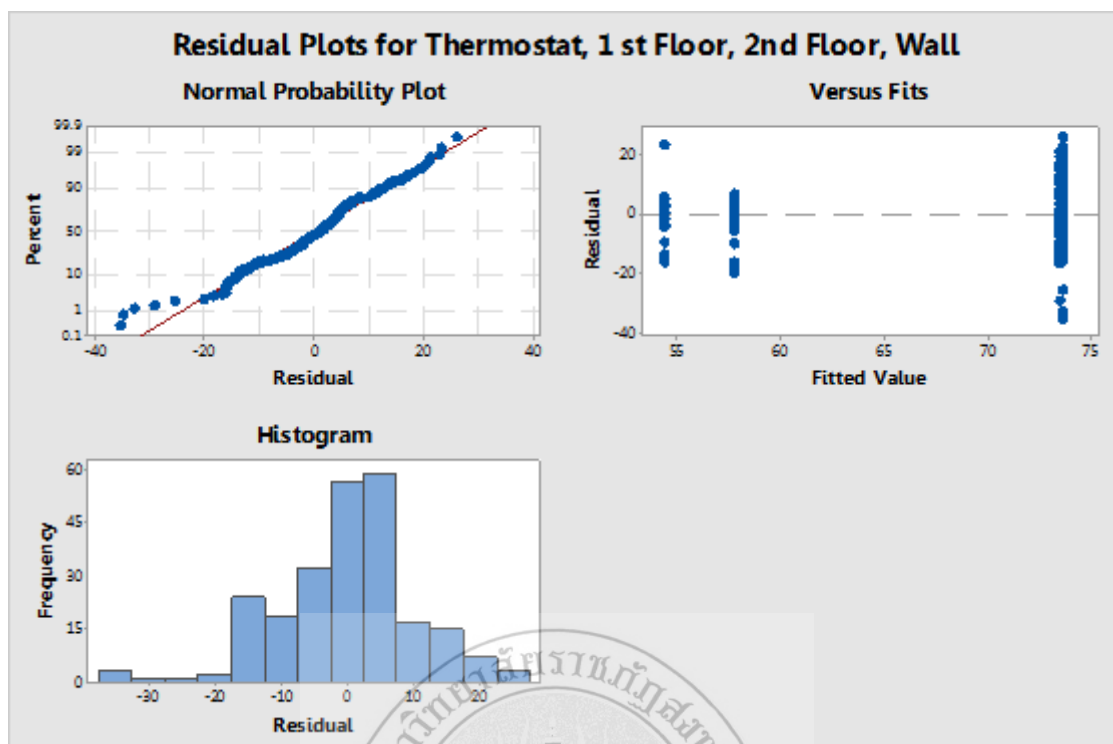 Residual Plots for Thermostat, 1 st Floor, 2nd Floor, Wall
Normal Probability Plot
99.9
99
90
50
10
1
0.1
Percent
-40 -20 0 20 40
Residual
Versus Fits
20
0
-20
-40
Residual
55 60 65 70 75
Fitted Value
Histogram
60
45
30
15
0
Frequency
-30 -20 -10 0 10 20
Residual